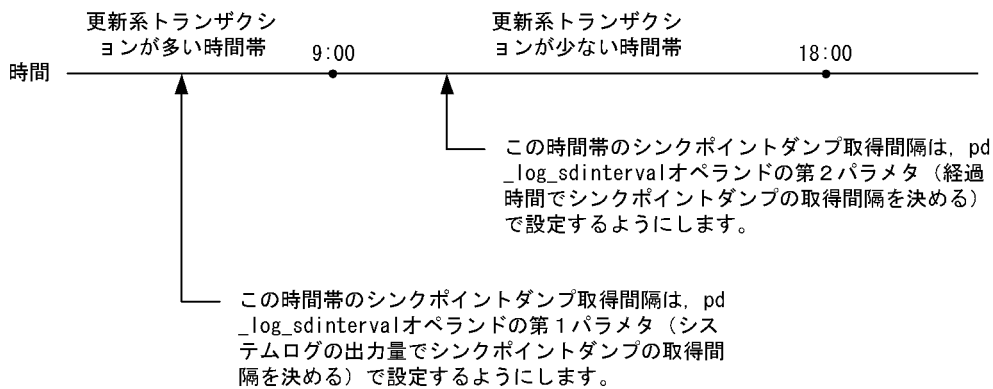 更新系トランザクシ
ョンが多い時間帯
9:00
更新系トランザクシ
ョンが少ない時間帯
18:00
時間
この時間帯のシンクポイントダンプ取得間隔は，pd
_log_sdintervalオペランドの第２パラメタ（経過
時間でシンクポイントダンプの取得間隔を決める）
で設定するようにします。
この時間帯のシンクポイントダンプ取得間隔は，pd
_log_sdintervalオペランドの第１パラメタ（シス
テムログの出力量でシンクポイントダンプの取得間
隔を決める）で設定するようにします。